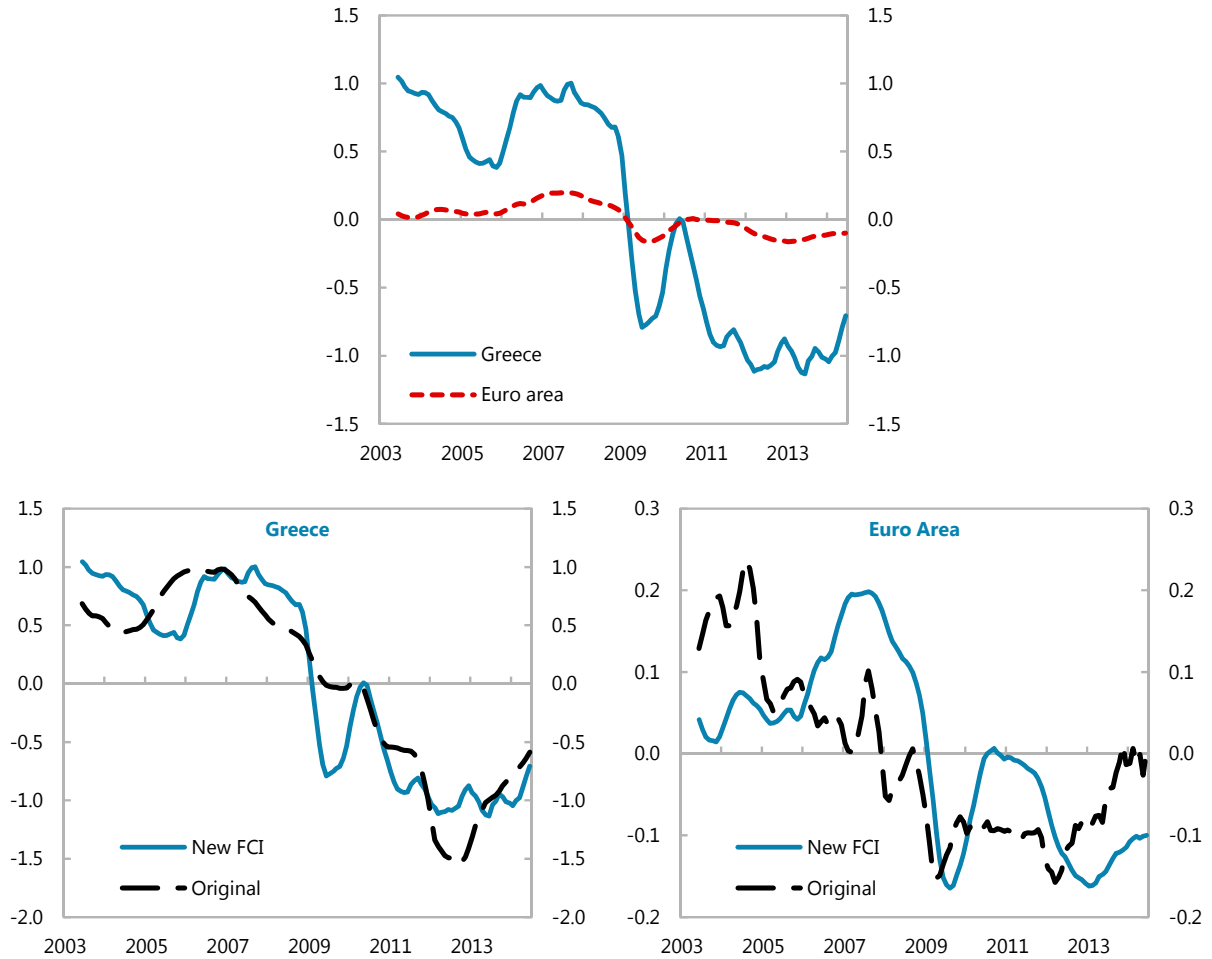 1.5 1.5
1.0 1.0
0.5 0.5
0.0 0.0
-0.5 -0.5
-1.0 -1.0
-1.5 -1.5
Greece
Euro area
2003 2005 2007 2009 2011 2013
Greece
1.5 1.5
1.0 1.0
0.5 0.5
0.0 0.0
-0.5 -0.5
-1.0 -1.0
-1.5 -1.5
-2.0 -2.0
New FCI
Original
2003 2005 2007 2009 2011 2013
Euro Area
0.3 0.3
0.2 0.2
0.1 0.1
0.0 0.0
-0.1 -0.1
-0.2 -0.2
New FCI
Original
2003 2005 2007 2009 2011 2013